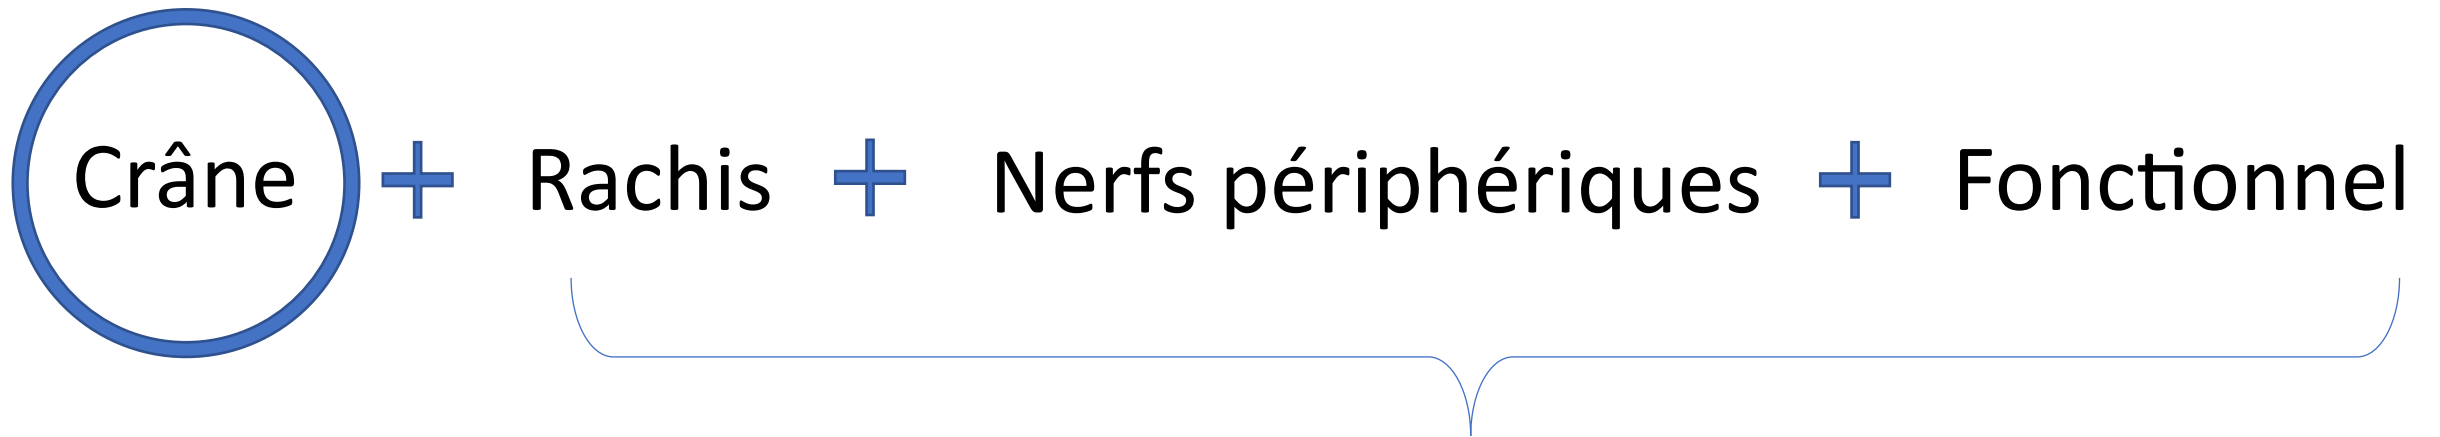 Crâne + Rachis + Nerfs périphériques + Fonctionnel